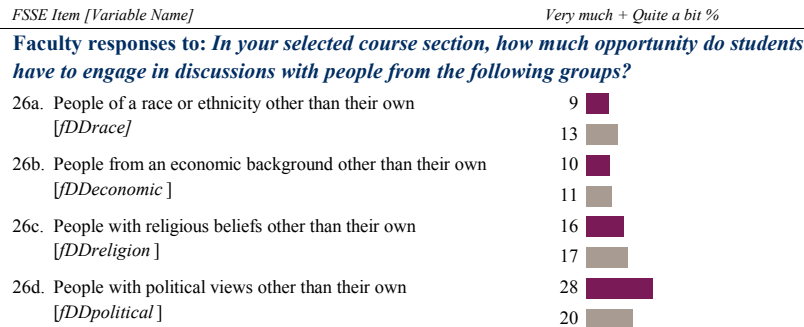 FSSE Item [Variable Name] Very much + Quite a bit %
Faculty responses to: In your selected course section, how much opportunity do students
have to engage in discussions with people from the following groups?
26a. People of a race or ethnicity other than their own 9
[fDDrace]
13
26b. People from an economic background other than their own 10
[fDDeconomic ]
11
26c. People with religious beliefs other than their own 16
[fDDreligion ]
17
26d. People with political views other than their own 28
[fDDpolitical ]
20